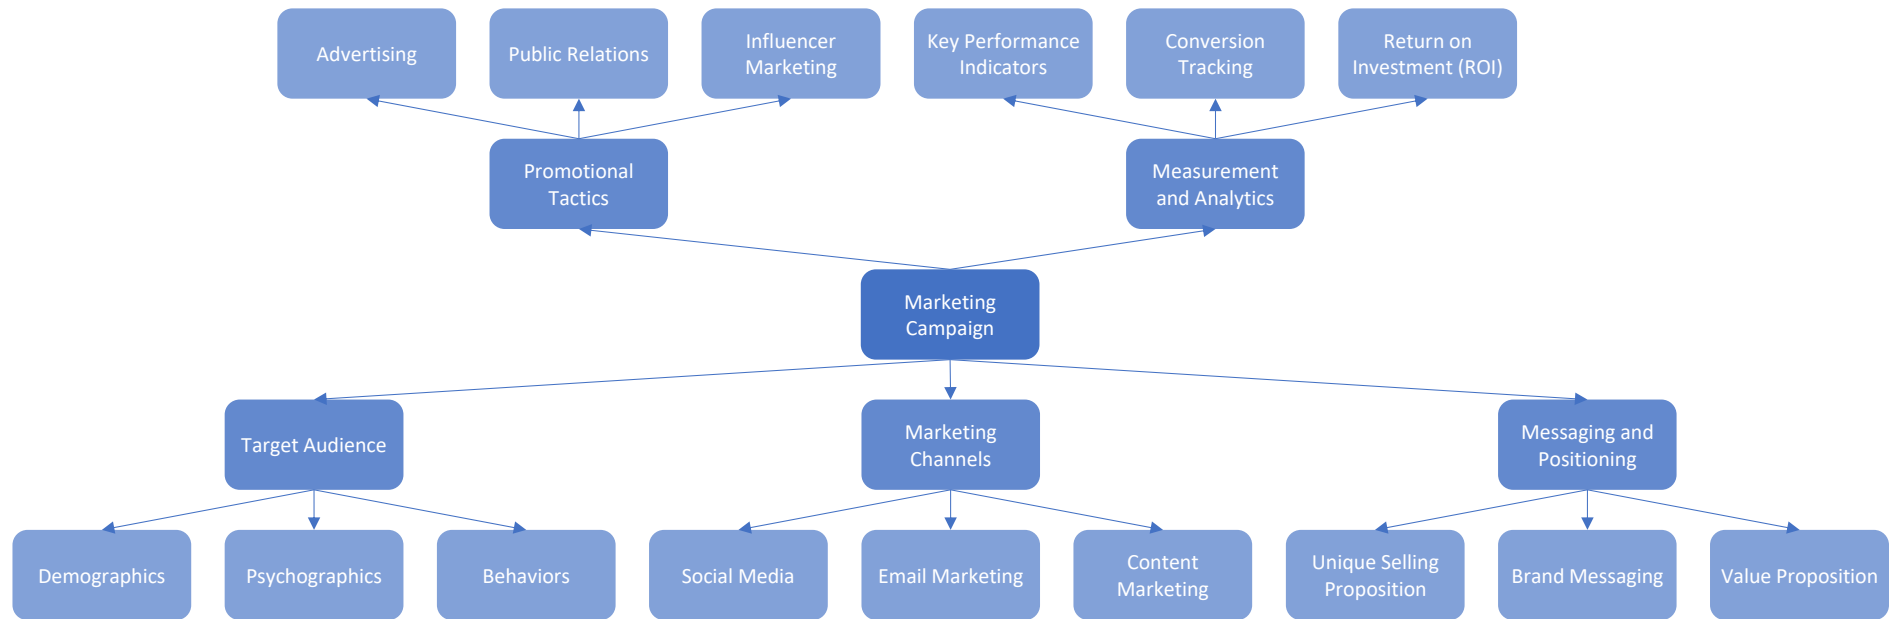 Advertising
Public Relations
Influencer
Marketing
Key Performance
Indicators
Conversion
Tracking
Return on
Investment (ROI)
Promotional
Tactics
Measurement
and Analytics
Marketing
Campaign
Target Audience
Marketing
Channels
Messaging and
Positioning
Demographics
Psychographics
Behaviors
Social Media
Email Marketing
Content
Marketing
Unique Selling
Proposition
Brand Messaging
Value Proposition